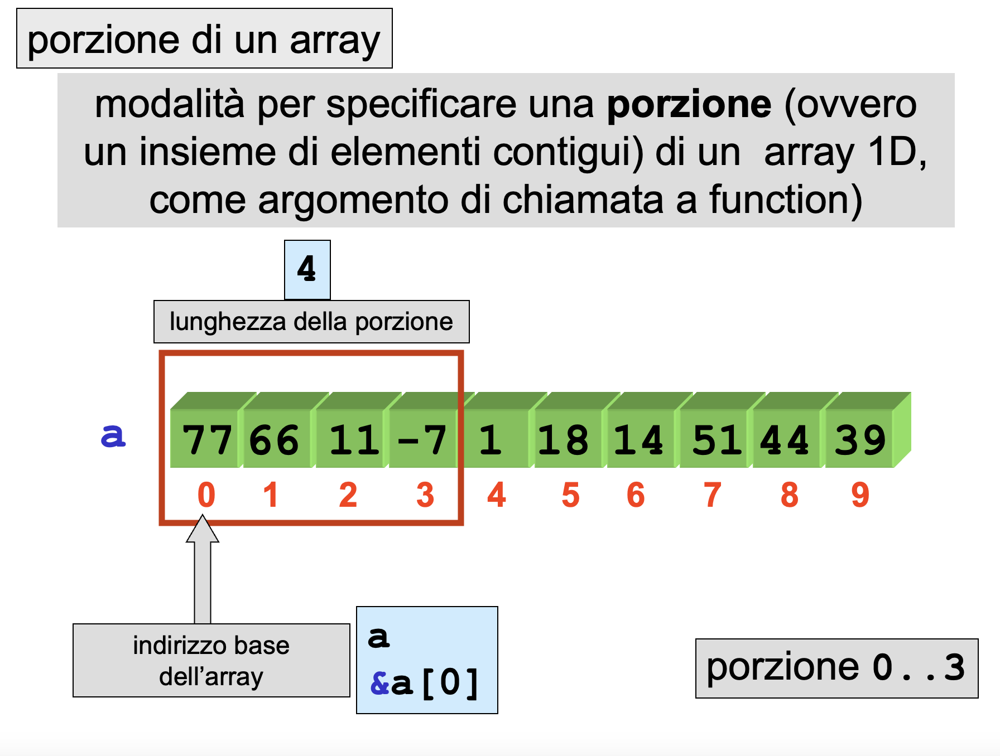 porzione di un array
modalità per specificare una porzione (ovvero
un insieme di elementi contigui) di un array 1D,
come argomento di chiamata a function)
4
lunghezza della porzione
a 77 66 11 -7 1 18 14 51 44 39
0 1 2 3 4 5 6 7 8 9
indirizzo base
dell’array
a
&a[0]
porzione 0..3